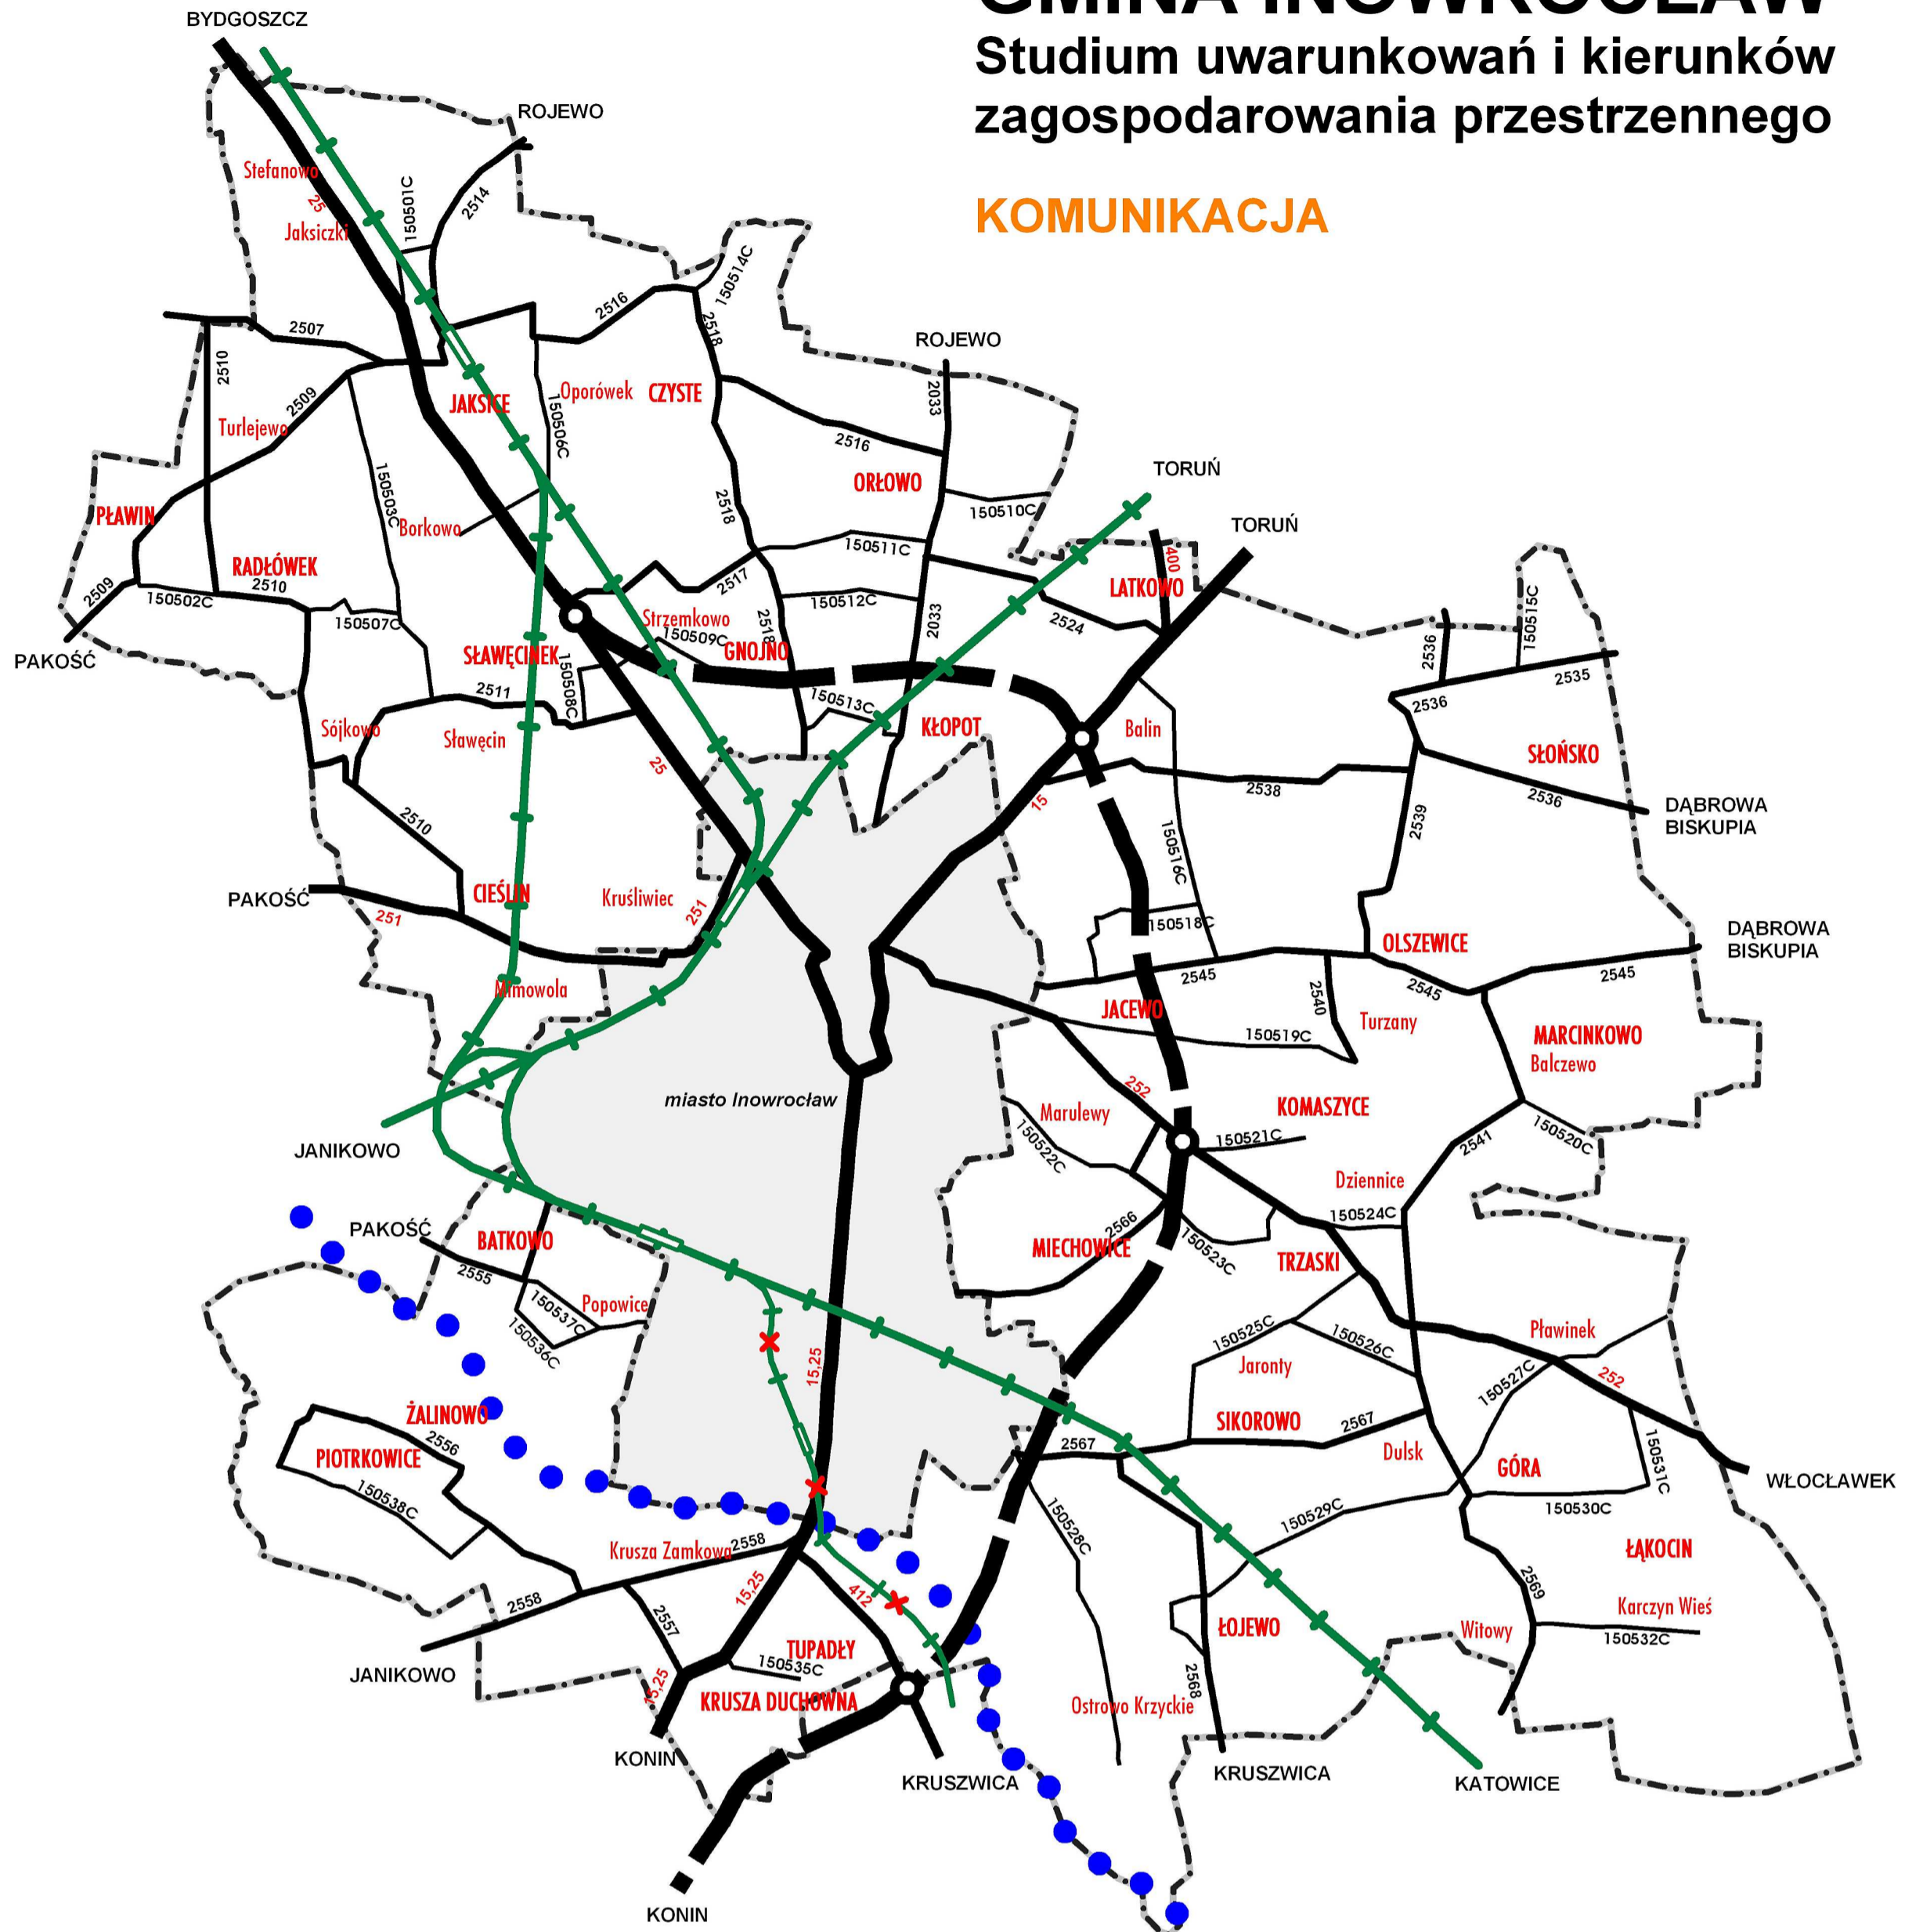 GMINA INOWROCŁAW
Studium uwarunkowań i kierunków
zagospodarowania przestrzennego
KOMUNIKACJA
BYDGOSZCZ
ROJEWO
Stefanowo
25
150501C
2514
Jaksiczki
150514C
2516
2507
2518
2510
ROJEWO
2033
2509
JAKSICE
Oporówek
CZYSTE
Turlejewo
150506C
2516
TORUŃ
ORŁOWO
150503C
2518
150510C
PŁAWIN
Borkowo
TORUŃ
150511C
400
RADŁÓWEK
2510
2517
LATKOWO
2509
150502C
150512C
150507C
Strzemkowo
2518
2033
2524
150515C
150509C
2536
PAKOŚĆ
SŁAWĘCINEK
GNOJNO
2535
150508C
2511
150513C
2536
Sójkowo
Sławęcin
KŁOPOT
Balin
SŁOŃSKO
25
2538
2536
15
DĄBROWA
BISKUPIA
2510
2539
150516C
PAKOŚĆ
251
CIEŚLIN
Kruśliwiec
251
150518C
DĄBROWA
BISKUPIA
OLSZEWICE
Mimowola
2545
2545
2545
2540
JACEWO
Turzany
150519C
MARCINKOWO
Balczewo
miasto Inowrocław
252
Marulewy
KOMASZYCE
150522C
150521C
2541
150520C
JANIKOWO
Dziennice
150524C
PAKOŚĆ
BATKOWO
2566
MIECHOWICE
150523C
TRZASKI
2555
150537C
Popowice
150536C
150525C
150526C
Pławinek
15,25
Jaronty
150527C
252
ŻALINOWO
2556
SIKOROWO
2567
2567
Dulsk
PIOTRKOWICE
GÓRA
150531C
WŁOCŁAWEK
150538C
150530C
150528C
150529C
Krusza Zamkowa
2558
ŁĄKOCIN
15,25
412
2569
2558
2557
Karczyn Wieś
ŁOJEWO
Witowy
150532C
TUPADŁY
JANIKOWO
150535C
15,25
2568
KRUSZA DUCHOWNA
Ostrowo Krzyckie
KONIN
KRUSZWICA
KRUSZWICA
KATOWICE
KONIN